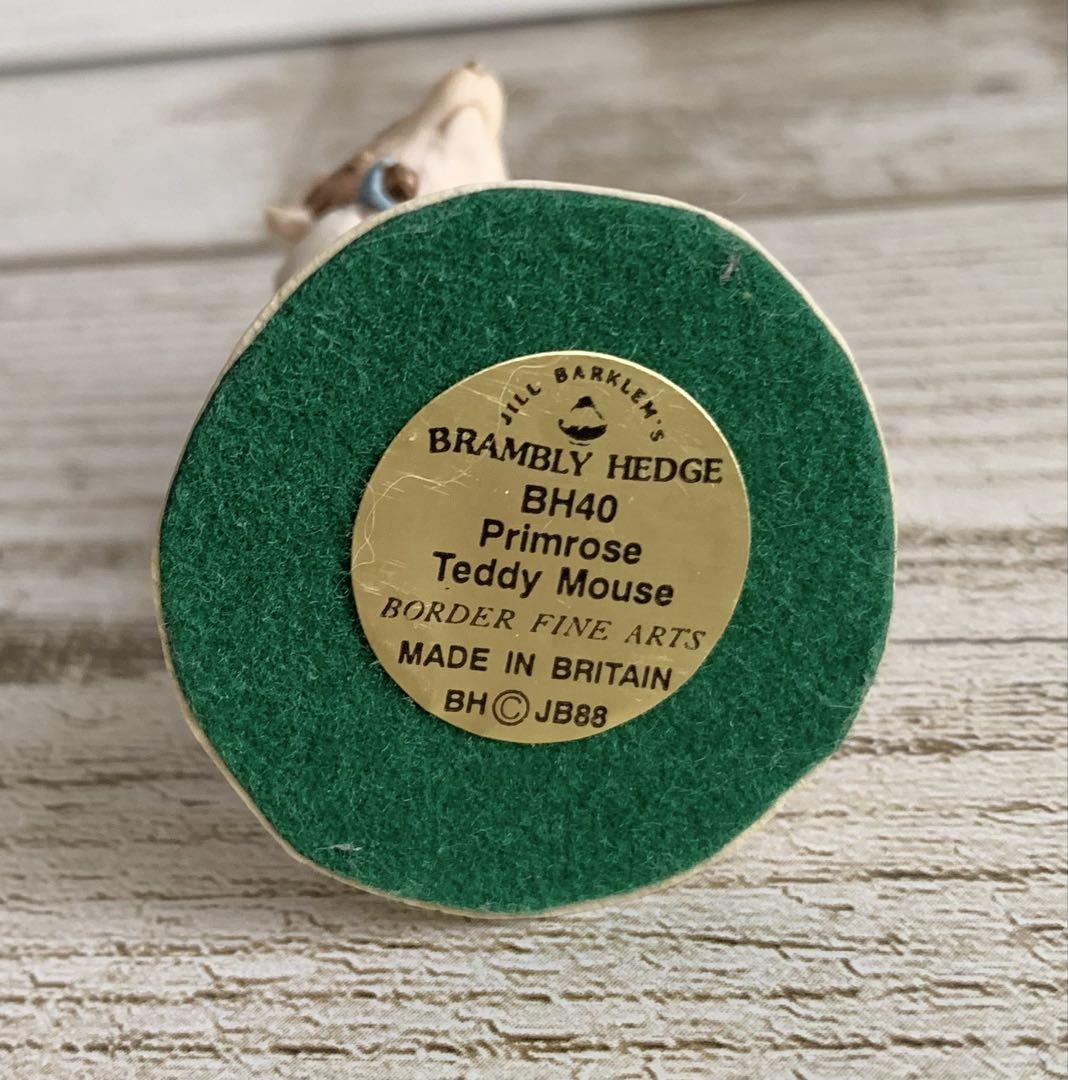 JILL BARKLEM'S
BRAMBLY HEDGE
BH40
Primrose
Teddy Mouse
BORDER FINE ARTS
MADE IN BRITAIN
BH © JB88